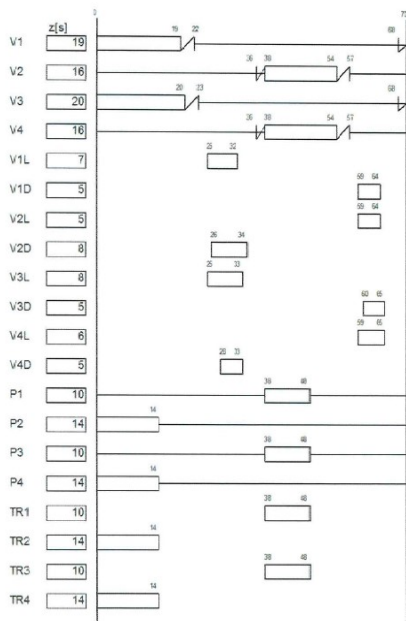 0 70
z[s]
V1 19 19 22 68
V2 16 36 38 54 57
V3 20 20 23 68
V4 16 36 38 54 57
V1L 7 25 32
V1D 5 59 64
V2L 5 59 64
V2D 8 26 34
V3L 8 25 33
V3D 5 60 65
V4L 6 59 65
V4D 5 28 33
P1 10 38 48
P2 14 14
P3 10 38 48
P4 14 14
TR1 10 38 48
TR2 14 14
TR3 10 38 48
TR4 14 14